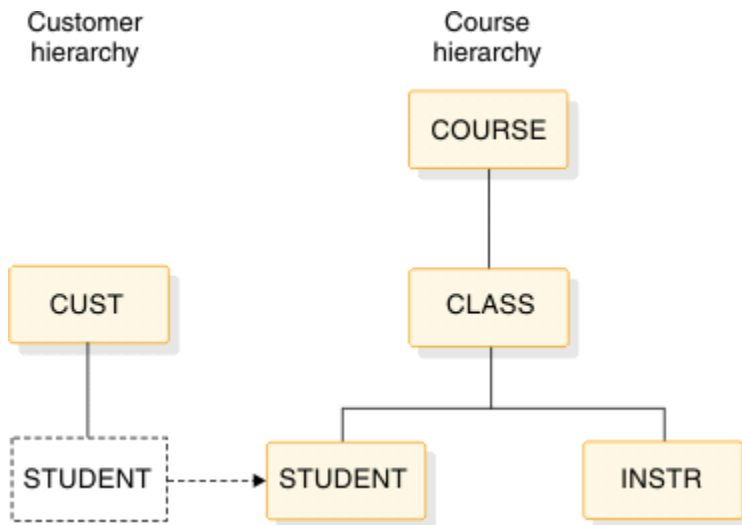 Customer
hierarchy
Course
hierarchy
COURSE
CUST
CLASS
STUDENT
STUDENT
INSTR